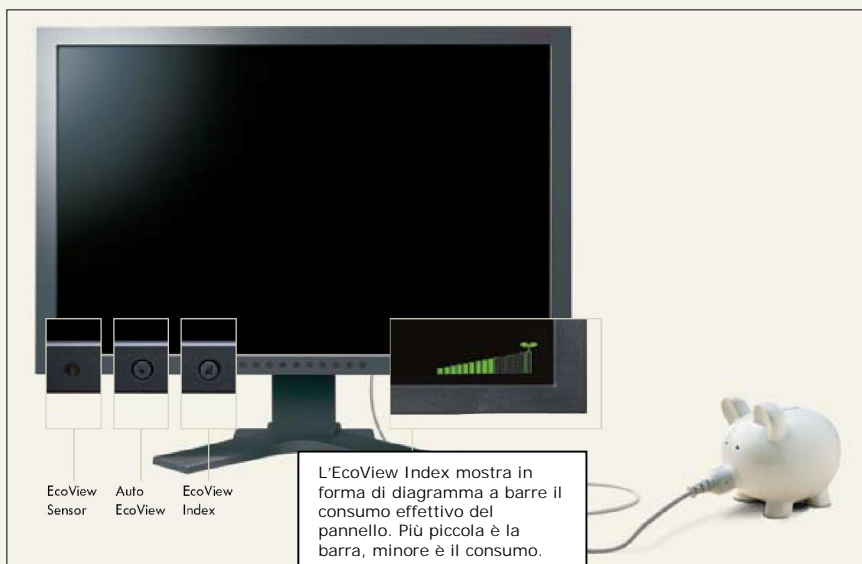 EcoView
Sensor
Auto
EcoView
EcoView
Index
L'EcoView Index mostra in
forma di diagramma a barre il
consumo effettivo del
pannello. Più piccola è la
barra, minore è il consumo.